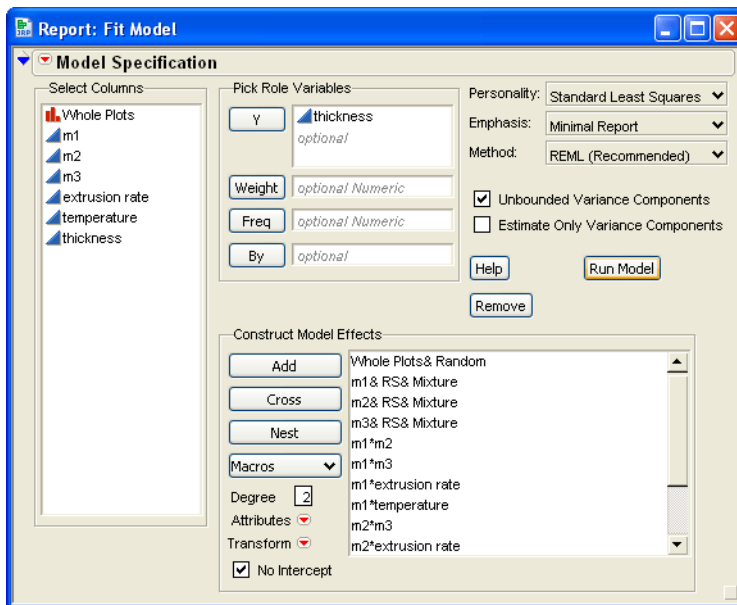 Report: Fit Model
Model Specification
Select Columns
Whole Plots
m1
m2
m3
extrusion rate
temperature
thickness
Pick Role Variables
Y
thickness
optional
Weight
optional Numeric
Freq
optional Numeric
By
optional
Personality:
Standard Least Squares
Emphasis:
Minimal Report
Method:
REML (Recommended)
Unbounded Variance Components
Estimate Only Variance Components
Help
Run Model
Remove
Construct Model Effects
Add
Cross
Nest
Macros
Degree 2
Attributes
Transform
No Intercept
Whole Plots& Random
m1& RS& Mixture
m2& RS& Mixture
m3& RS& Mixture
m1*m2
m1*m3
m1*extrusion rate
m1*temperature
m2*m3
m2*extrusion rate